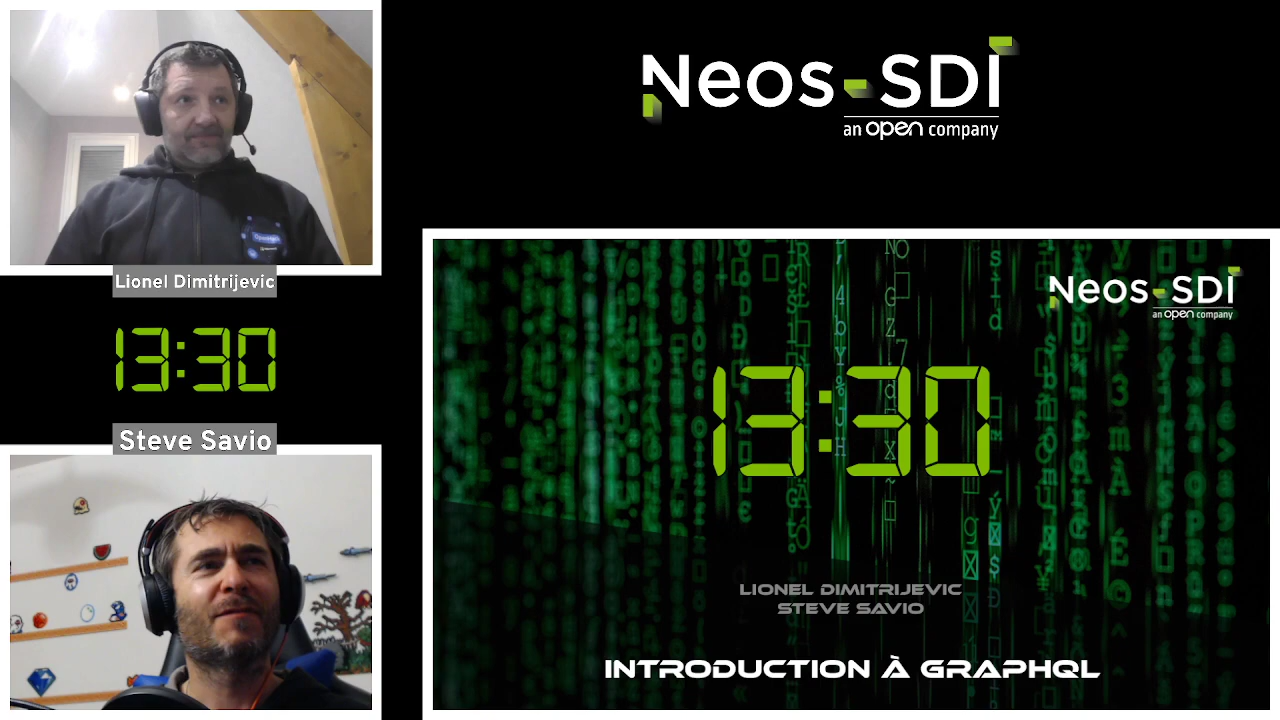 Neos-SDI
an open company
Lionel Dimitrijevic
13:30
Steve Savio
Neos-SDI
an open company
13:30
LIONEL DIMITRIJEVIC
STEVE SAVIO
INTRODUCTION À GRAPHQL